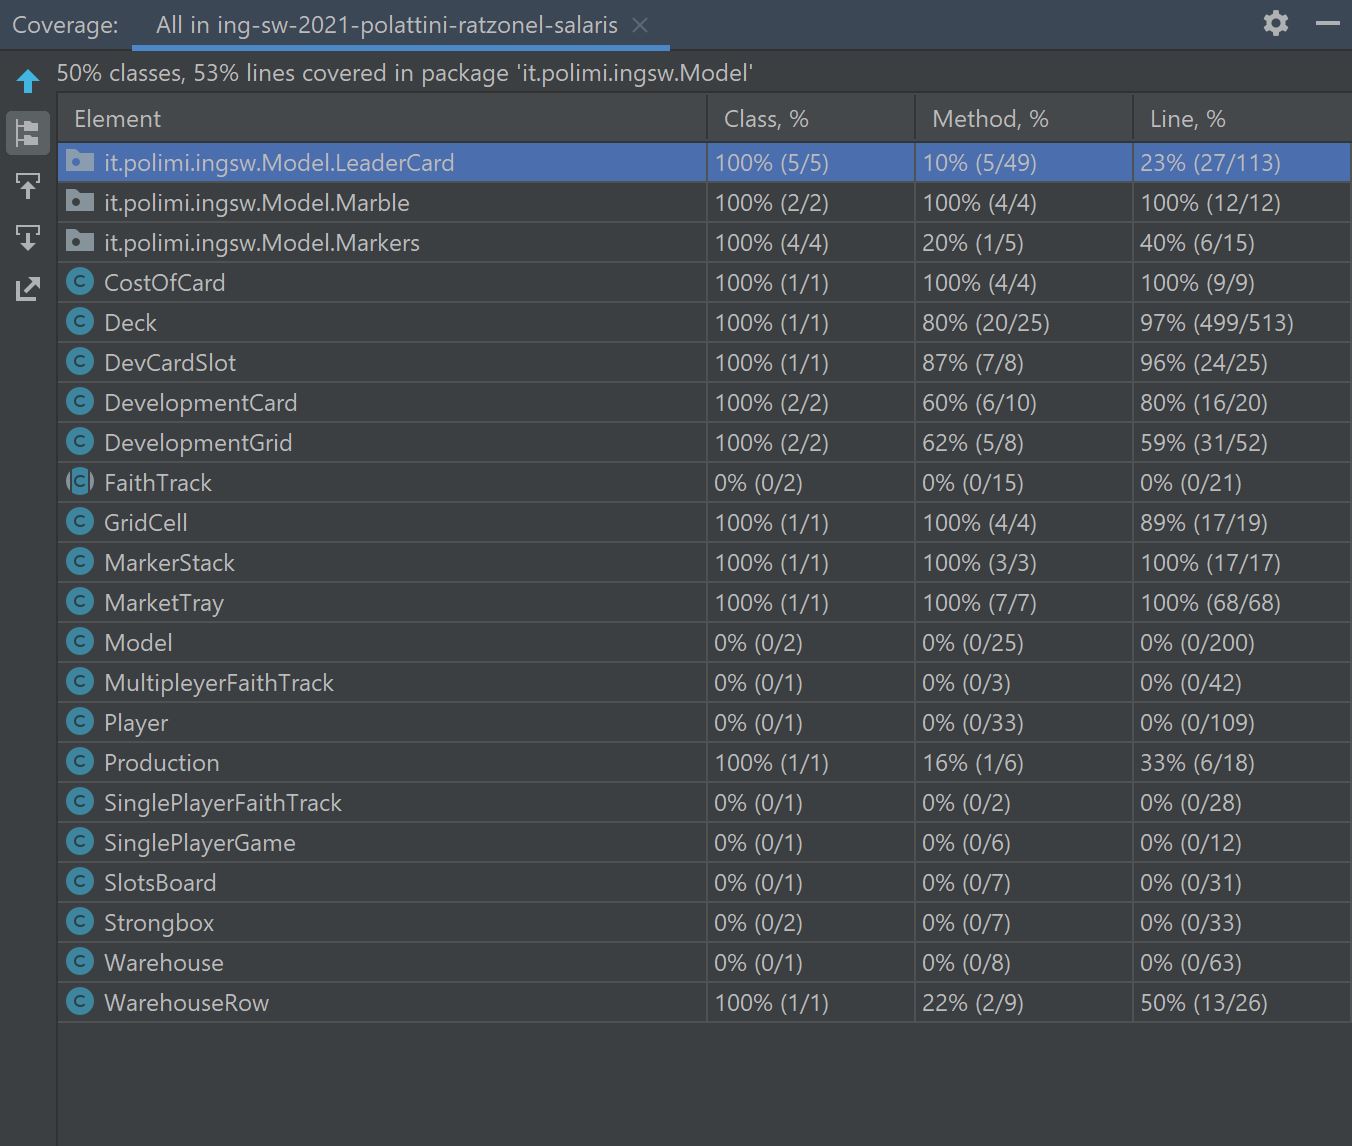 Coverage: All in ing-sw-2021-polattini-ratzonel-salaris
50% classes, 53% lines covered in package 'it.polimi.ingsw.Model'
Element Class, % Method, % Line, %
it.polimi.ingsw.Model.LeaderCard 100% (5/5) 10% (5/49) 23% (27/113)
it.polimi.ingsw.Model.Marble 100% (2/2) 100% (4/4) 100% (12/12)
it.polimi.ingsw.Model.Markers 100% (4/4) 20% (1/5) 40% (6/15)
C CostOfCard 100% (1/1) 100% (4/4) 100% (9/9)
C Deck 100% (1/1) 80% (20/25) 97% (499/513)
C DevCardSlot 100% (1/1) 87% (7/8) 96% (24/25)
C DevelopmentCard 100% (2/2) 60% (6/10) 80% (16/20)
C DevelopmentGrid 100% (2/2) 62% (5/8) 59% (31/52)
C FaithTrack 0% (0/2) 0% (0/15) 0% (0/21)
C GridCell 100% (1/1) 100% (4/4) 89% (17/19)
C MarkerStack 100% (1/1) 100% (3/3) 100% (17/17)
C MarketTray 100% (1/1) 100% (7/7) 100% (68/68)
C Model 0% (0/2) 0% (0/25) 0% (0/200)
C MultipleyerFaithTrack 0% (0/1) 0% (0/3) 0% (0/42)
C Player 0% (0/1) 0% (0/33) 0% (0/109)
C Production 100% (1/1) 16% (1/6) 33% (6/18)
C SinglePlayerFaithTrack 0% (0/1) 0% (0/2) 0% (0/28)
C SinglePlayerGame 0% (0/1) 0% (0/6) 0% (0/12)
C SlotsBoard 0% (0/1) 0% (0/7) 0% (0/31)
C Strongbox 0% (0/2) 0% (0/7) 0% (0/33)
C Warehouse 0% (0/1) 0% (0/8) 0% (0/63)
C WarehouseRow 100% (1/1) 22% (2/9) 50% (13/26)